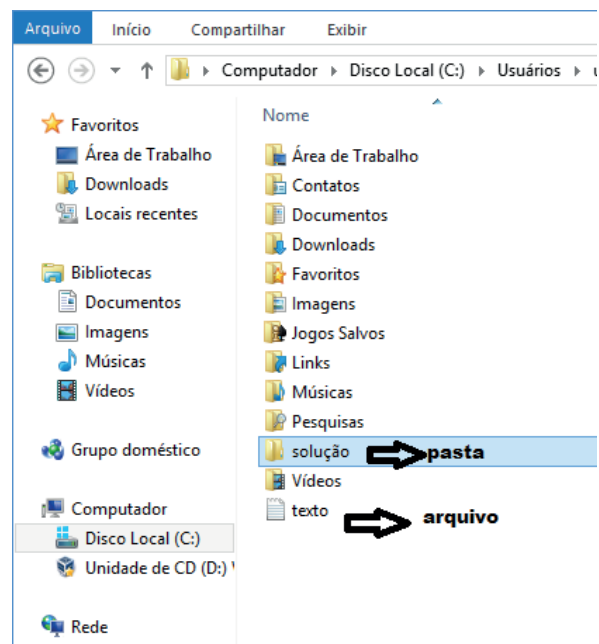 Arquivo Início Compartilhar Exibir
Computador Disco Local (C:) Usuários
Favoritos
Área de Trabalho
Downloads
Locais recentes
Bibliotecas
Documentos
Imagens
Músicas
Vídeos
Grupo doméstico
Computador
Disco Local (C:)
Unidade de CD (D:)
Rede
Nome
Área de Trabalho
Contatos
Documentos
Downloads
Favoritos
Imagens
Jogos Salvos
Links
Músicas
Pesquisas
solução pasta
Vídeos
texto arquivo